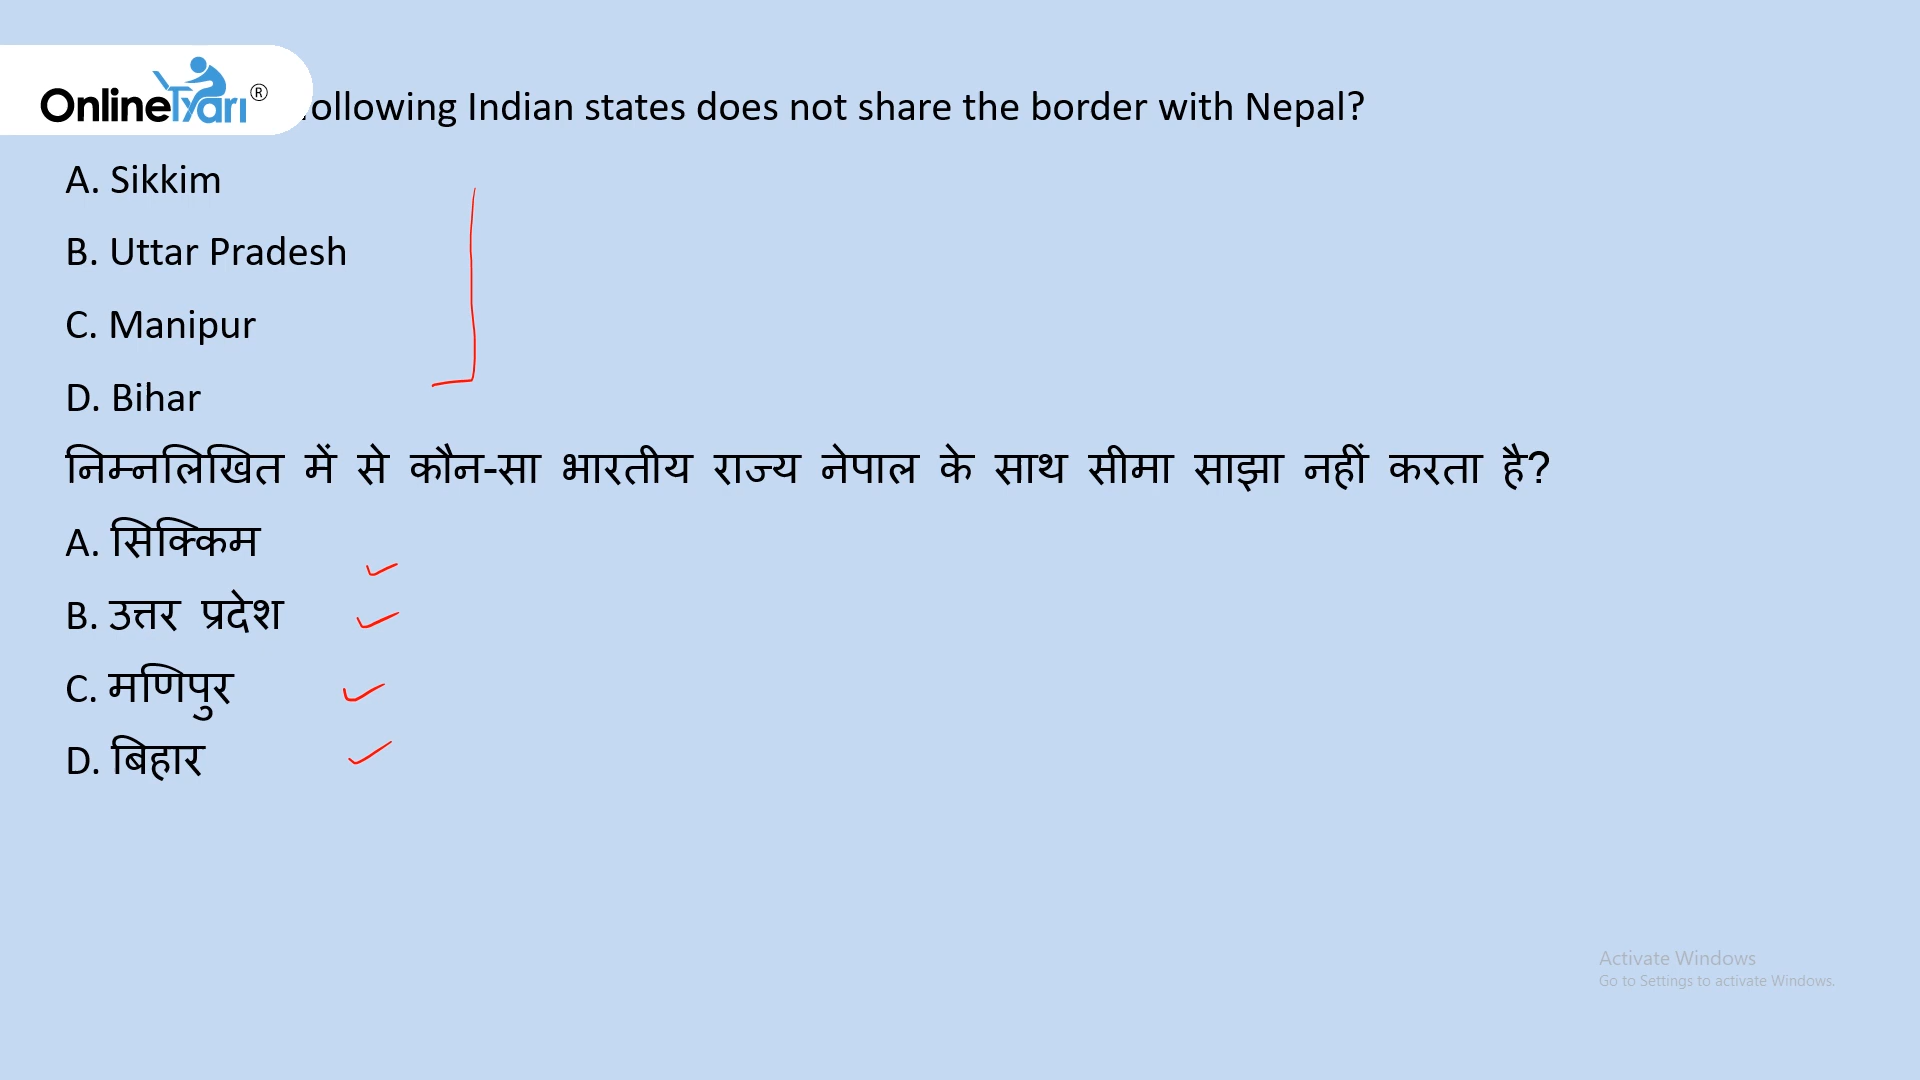 OnlineTyari®
following Indian states does not share the border with Nepal?
A. Sikkim
B. Uttar Pradesh
C. Manipur
D. Bihar
निम्नलिखित में से कौन-सा भारतीय राज्य नेपाल के साथ सीमा साझा नहीं करता है?
A. सिक्किम
B. उत्तर प्रदेश
C. मणिपुर
D. बिहार
Activate Windows
Go to Settings to activate Windows.